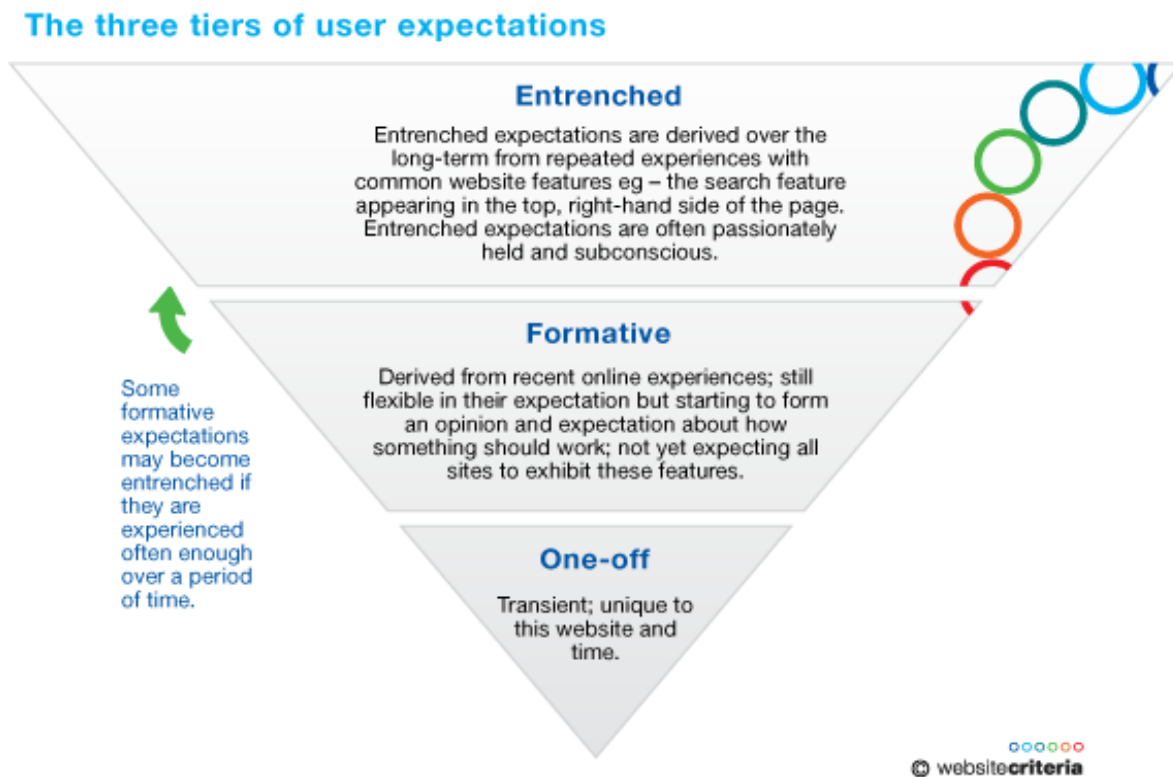 The three tiers of user expectations
Entrenched
Entrenched expectations are derived over the
long-term from repeated experiences with
common website features eg – the search feature
appearing in the top, right-hand side of the page.
Entrenched expectations are often passionately
held and subconscious.
Formative
Derived from recent online experiences; still
flexible in their expectation but starting to form
an opinion and expectation about how
something should work; not yet expecting all
sites to exhibit these features.
Some
formative
expectations
may become
entrenched if
they are
experienced
often enough
over a period
of time.
One-off
Transient; unique to
this website and
time.
© websitecriteria